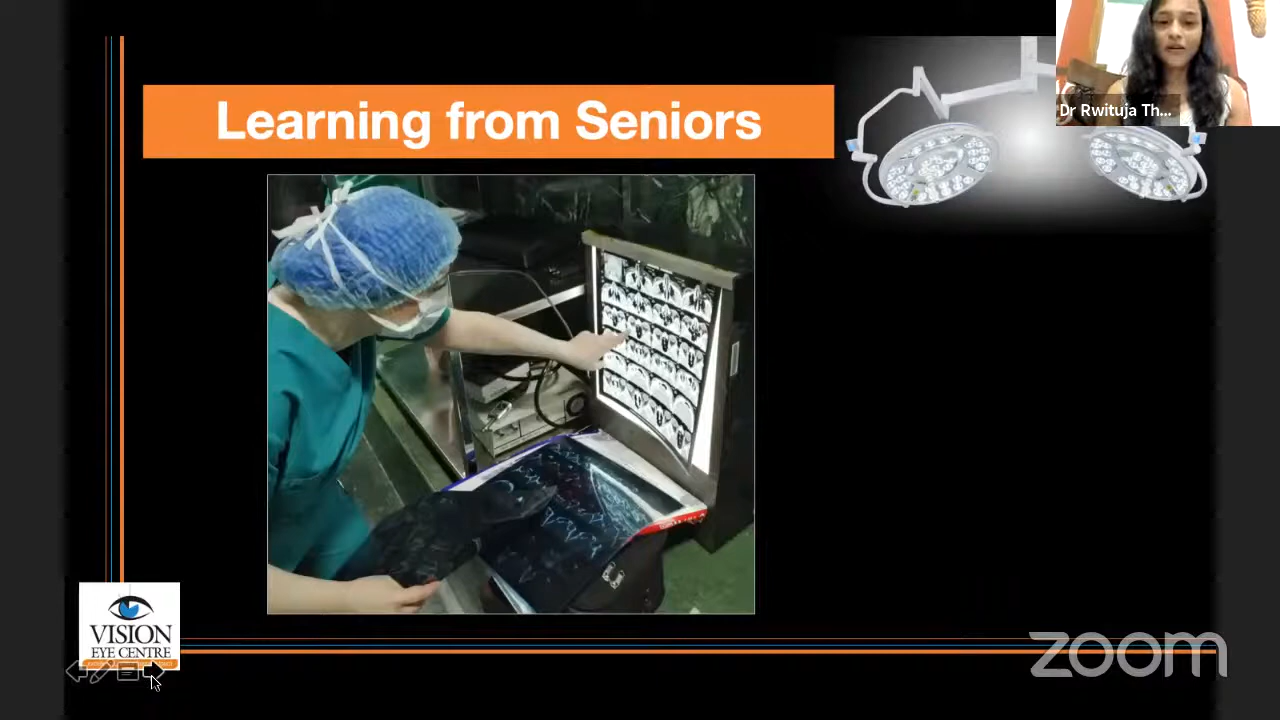 Learning from Seniors
Dr Rwituja Th...
VISION
EYE CENTRE
zoom